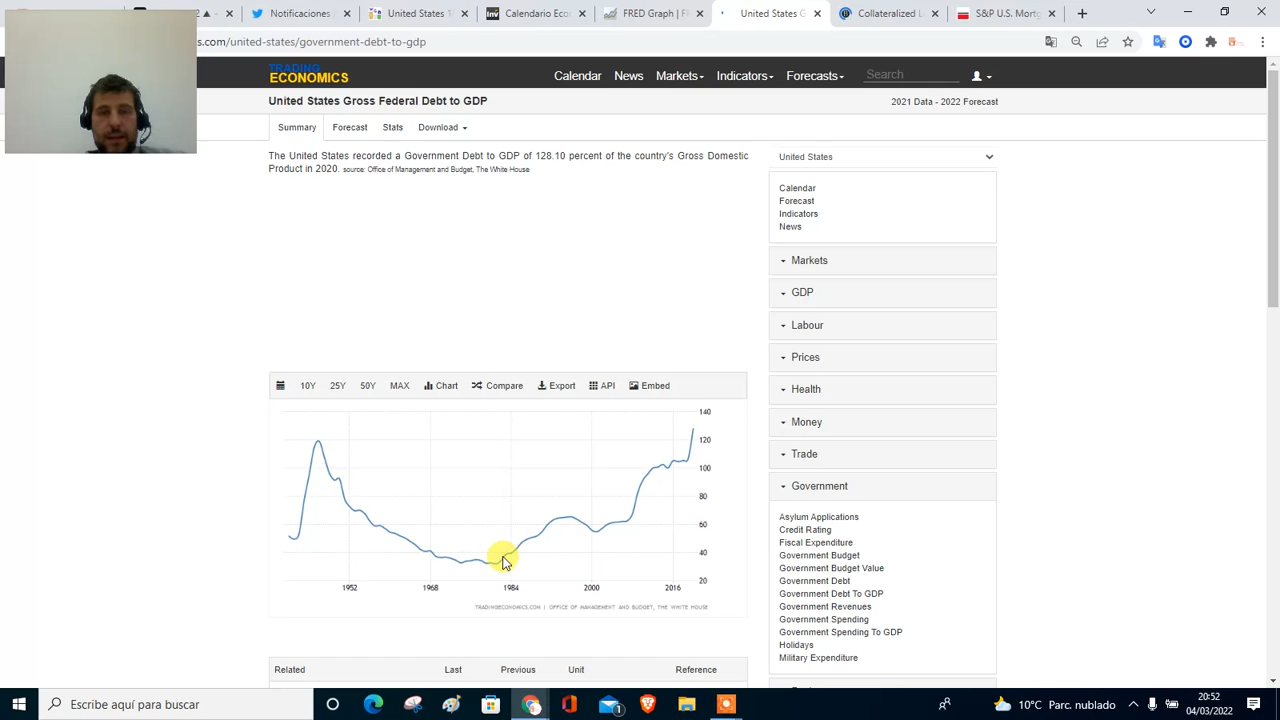 Notificaciones
United States 10
Calendario Eco
FRED Graph | FR
United States G
Collateralized L
S&P U.S. Mortg
s.com/united-states/government-debt-to-gdp
TRADING
ECONOMICS
Calendar
News
Markets
Indicators
Forecasts
Search
United States Gross Federal Debt to GDP
2021 Data - 2022 Forecast
Summary
Forecast
Stats
Download
The United States recorded a Government Debt to GDP of 128.10 percent of the country's Gross Domestic
Product in 2020. source: Office of Management and Budget, The White House
United States
Calendar
Forecast
Indicators
News
Markets
GDP
Labour
Prices
Health
Money
Trade
Government
Asylum Applications
Credit Rating
Fiscal Expenditure
Government Budget
Government Budget Value
Government Debt
Government Debt To GDP
Government Revenues
Government Spending
Government Spending To GDP
Holidays
Military Expenditure
10Y
25Y
50Y
MAX
Chart
Compare
Export
API
Embed
140
120
100
80
60
40
20
1952
1968
1984
2000
2016
TRADINGECONOMICS.COM | OFFICE OF MANAGEMENT AND BUDGET, THE WHITE HOUSE
Related
Last
Previous
Unit
Reference
Escribe aquí para buscar
1
10°C Parc. nublado
20:52
04/03/2022